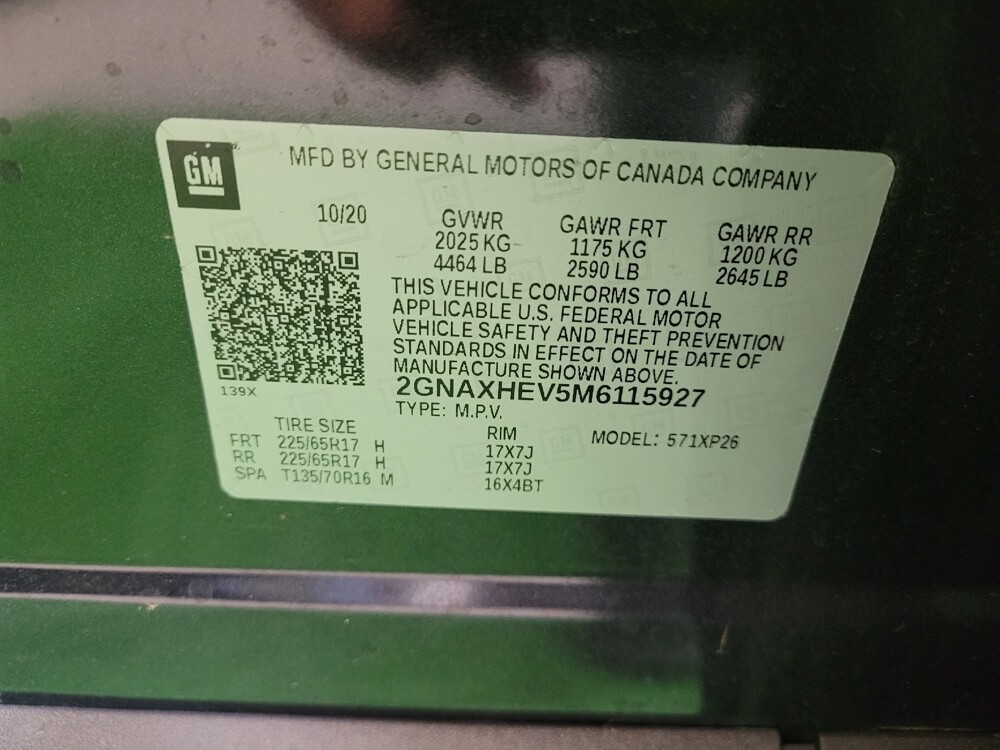 GM
MFD BY GENERAL MOTORS OF CANADA COMPANY
10/20
GVWR GAWR FRT GAWR RR
2025 KG 1175 KG 1200 KG
4464 LB 2590 LB 2645 LB
THIS VEHICLE CONFORMS TO ALL
APPLICABLE U.S. FEDERAL MOTOR
VEHICLE SAFETY AND THEFT PREVENTION
STANDARDS IN EFFECT ON THE DATE OF
MANUFACTURE SHOWN ABOVE.
139X
2GNAXHEV5M6115927
TYPE: M.P.V.
TIRE SIZE RIM MODEL: 571XP26
FRT 225/65R17 H 17X7J
RR 225/65R17 H 17X7J
SPA T135/70R16 M 16X4BT